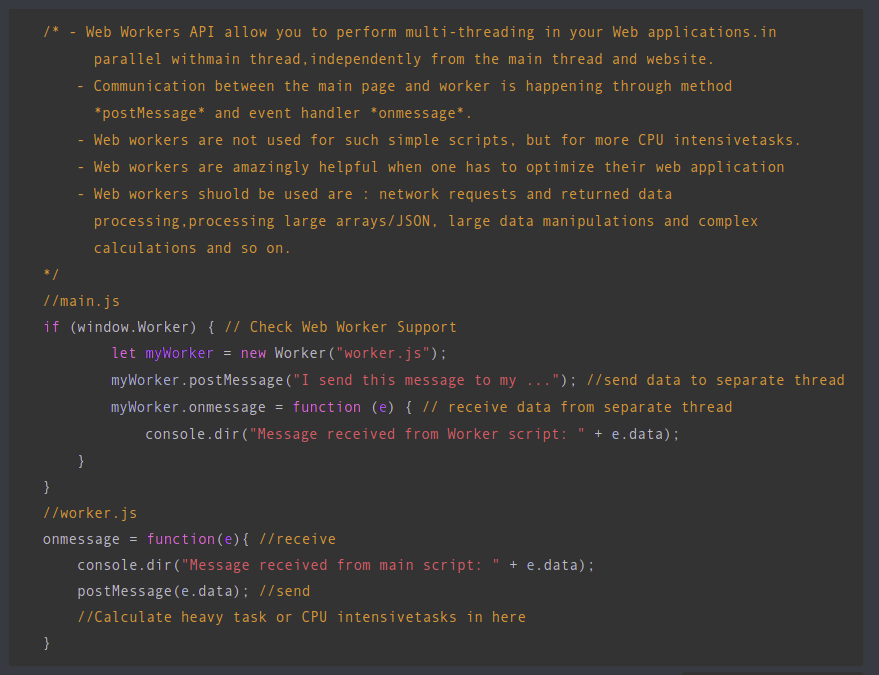 /* - Web Workers API allow you to perform multi-threading in your Web applications.in
parallel withmain thread,independently from the main thread and website.
- Communication between the main page and worker is happening through method
*postMessage* and event handler *onmessage*.
- Web workers are not used for such simple scripts, but for more CPU intensivetasks.
- Web workers are amazingly helpful when one has to optimize their web application
- Web workers shuold be used are : network requests and returned data
processing,processing large arrays/JSON, large data manipulations and complex
calculations and so on.
*/
//main.js
if (window.Worker) { // Check Web Worker Support
let myWorker = new Worker("worker.js");
myWorker.postMessage("I send this message to my ..."); //send data to separate thread
myWorker.onmessage = function (e) { // receive data from separate thread
console.dir("Message received from Worker script: " + e.data);
}
}
//worker.js
onmessage = function(e){ //receive
console.dir("Message received from main script: " + e.data);
postMessage(e.data); //send
//Calculate heavy task or CPU intensivetasks in here
}